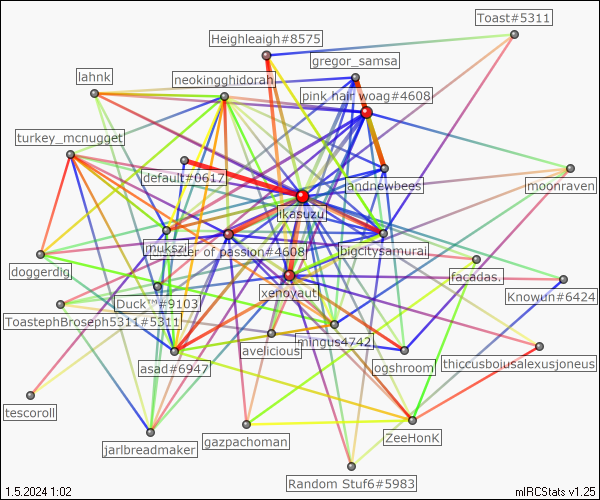 Toast#5311
Heighleaigh#8575
gregor_samsa
lahnk
neokingghidorah
pink hair woag#4608
turkey_mcnugget
default#0617
andnewbees
moonraven
ikasuzu
mukszi
er of passion#4608
bigcitysamurai
doggerdig
facadas.
xenoyaut
Knowun#6424
Duck™#9103
ToastephBroseph5311#5311
mingus4742
avelicious
asad#6947
ogshroom
thiccusboiusalexusjoneus
tescoroll
jarlbreadmaker
gazpachoman
ZeeHonK
Random Stuf6#5983
1.5.2024 1:02
mIRCStats v1.25